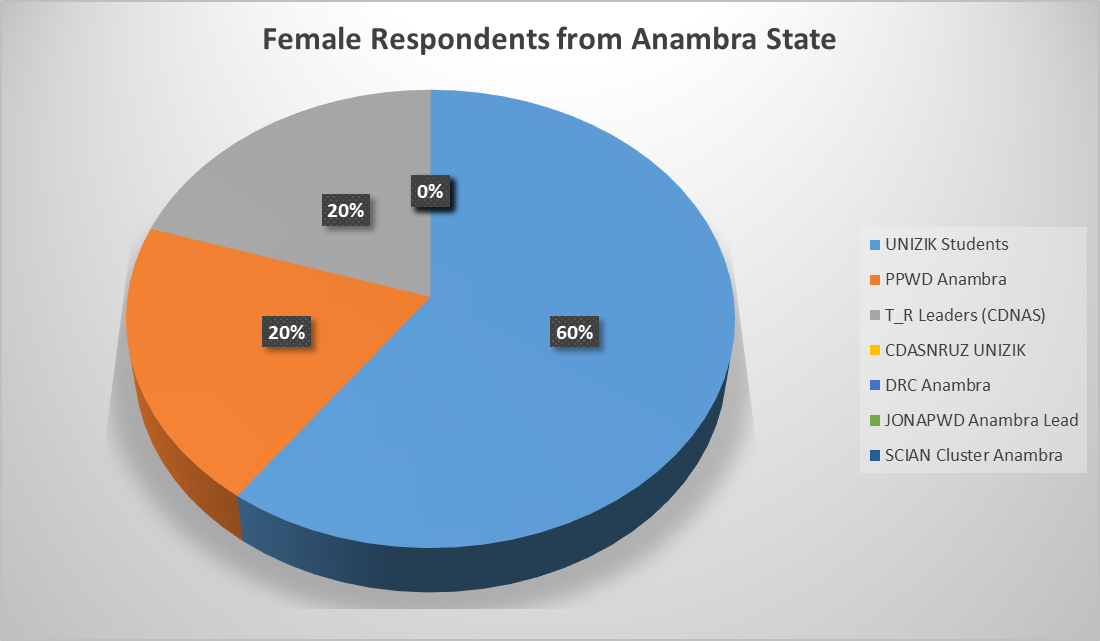 Female Respondents from Anambra State
0%
20%
20%
60%
UNIZIK Students
PPWD Anambra
T_R Leaders (CDNAS)
CDASNRUZ UNIZIK
DRC Anambra
JONAPWD Anambra Lead
SCIAN Cluster Anambra